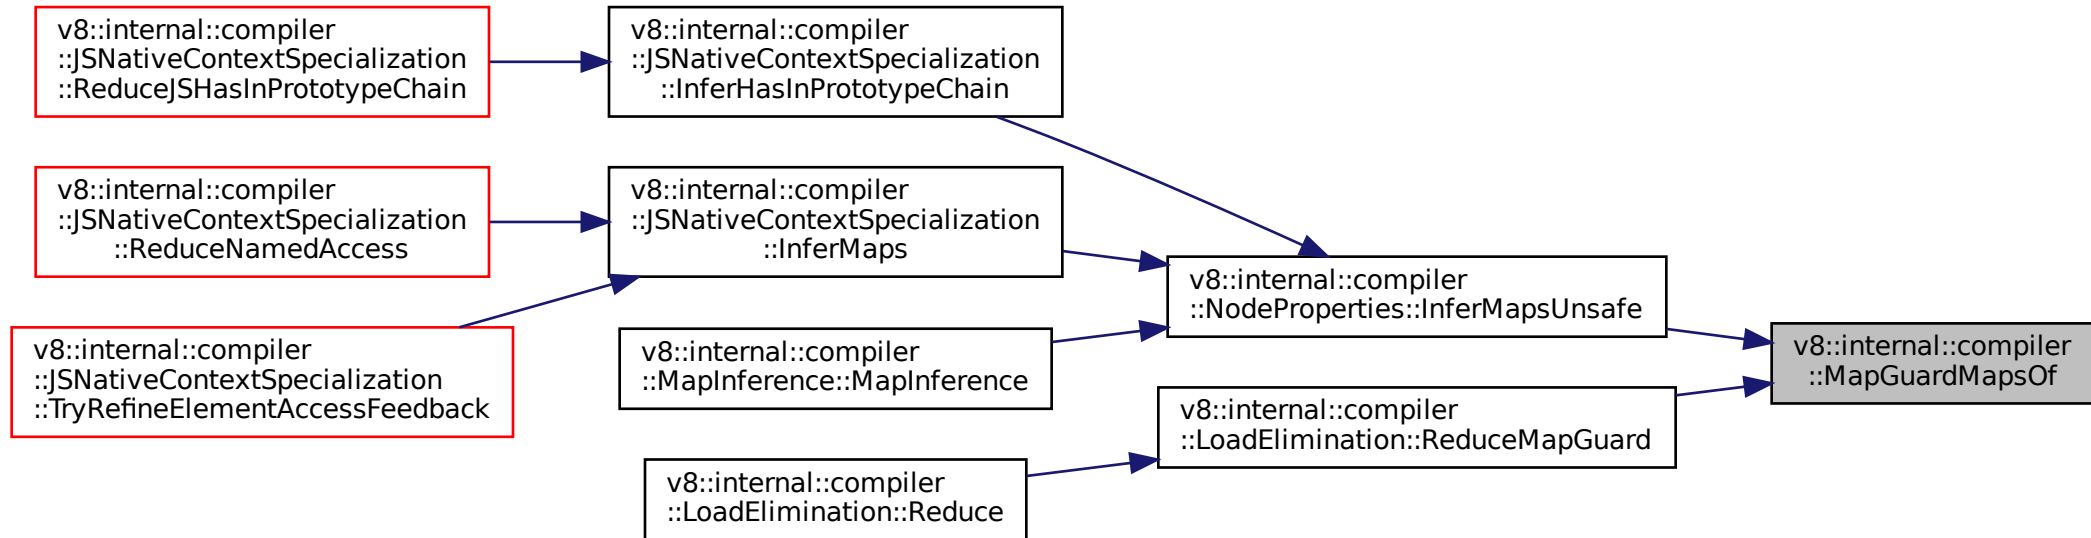 v8::internal::compiler
::JSNativeContextSpecialization
::ReduceJSHasInPrototypeChain
v8::internal::compiler
::JSNativeContextSpecialization
::InferHasInPrototypeChain
v8::internal::compiler
::JSNativeContextSpecialization
::ReduceNamedAccess
v8::internal::compiler
::JSNativeContextSpecialization
::InferMaps
v8::internal::compiler
::JSNativeContextSpecialization
::TryRefineElementAccessFeedback
v8::internal::compiler
::MapInference::MapInference
v8::internal::compiler
::NodeProperties::InferMapsUnsafe
v8::internal::compiler
::LoadElimination::ReduceMapGuard
v8::internal::compiler
::LoadElimination::Reduce
v8::internal::compiler
::MapGuardMapsOf